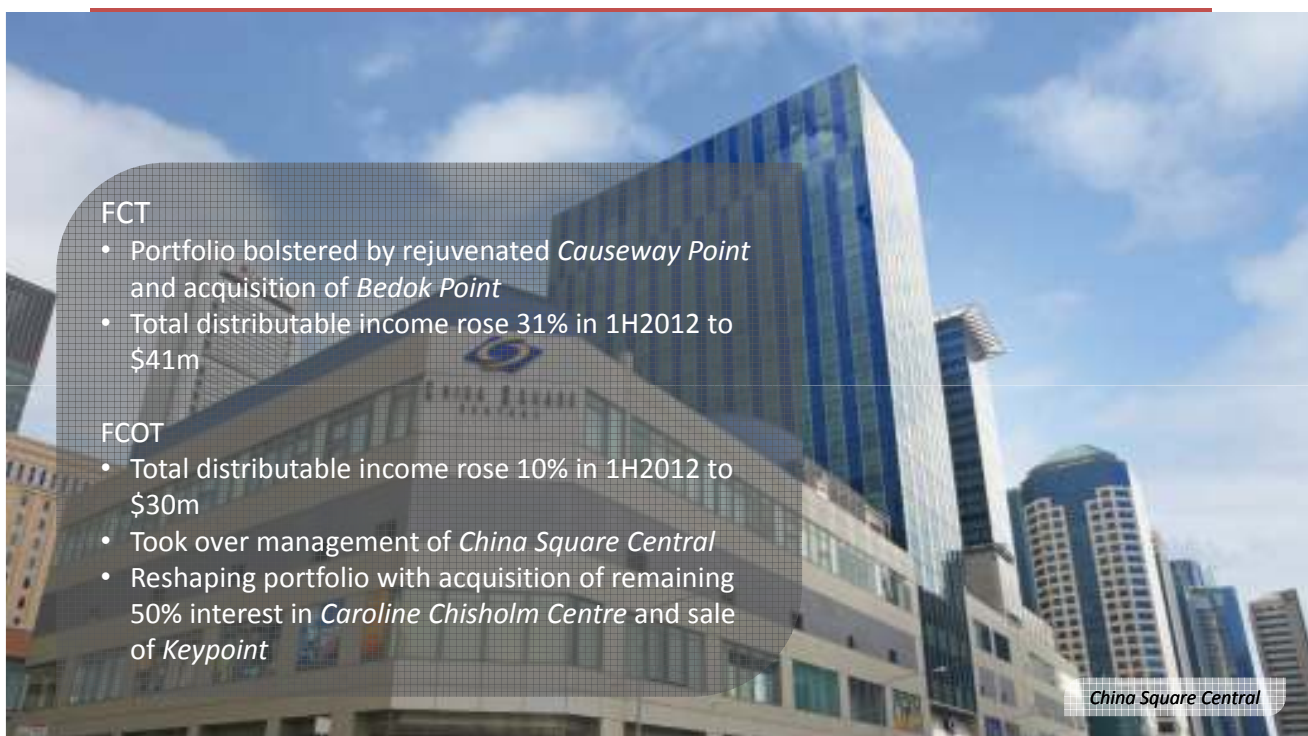 FCT
• Portfolio bolstered by rejuvenated Causeway Point
and acquisition of Bedok Point
• Total distributable income rose 31% in 1H2012 to
$41m
FCOT
• Total distributable income rose 10% in 1H2012 to
$30m
• Took over management of China Square Central
• Reshaping portfolio with acquisition of remaining
50% interest in Caroline Chisholm Centre and sale
of Keypoint
CHINA SQUARE
CENTRAL
China Square Central